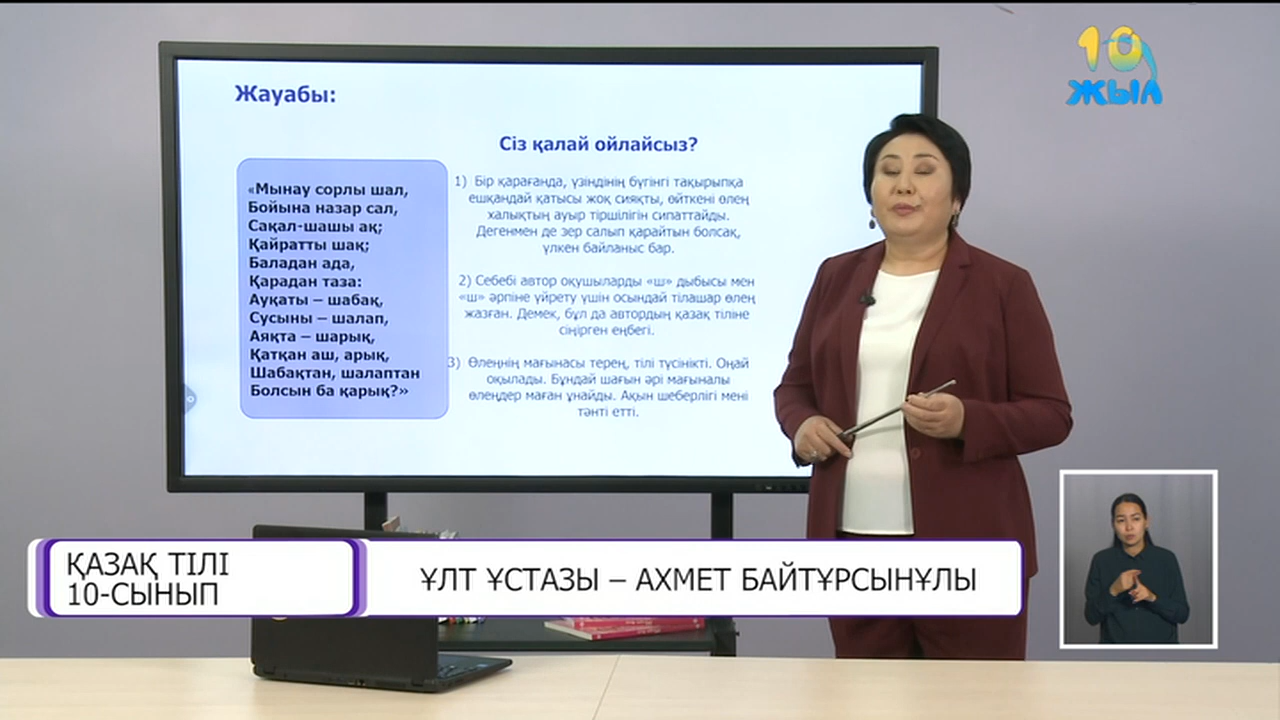 10
ЖЫЛ
Жауабы:
Сіз қалай ойлайсыз?
«Мынау сорлы шал,
Бойына назар сал,
Сақал-шашы ақ;
Қайратты шақ;
Баладан ада,
Қарадан таза:
Ауқаты – шабақ,
Сусыны – шалап,
Аяқта – шарық,
Қатқан аш, арық,
Шабақтан, шалаптан
Болсын ба қарық?»
1) Бір қарағанда, үзіндінің бүгінгі тақырыпқа
ешқандай қатысы жоқ сияқты, өйткені өлең
халықтың ауыр тіршілігін сипаттайды.
Дегенмен де зер салып қарайтын болсақ,
үлкен байланыс бар.
2) Себебі автор оқушыларды «ш» дыбысы мен
«ш» әрпіне үйрету үшін осындай тілашар өлең
жазған. Демек, бұл да автордың қазақ тіліне
сіңірген еңбегі.
3) Өлеңнің мағынасы терең, тілі түсінікті. Оңай
оқылады. Бұндай шағын әрі мағыналы
өлеңдер маған ұнайды. Ақын шеберлігі мені
тәнті етті.
ҚАЗАҚ ТІЛІ
10-СЫНЫП
ҰЛТ ҰСТАЗЫ – АХМЕТ БАЙТҰРСЫНҰЛЫ